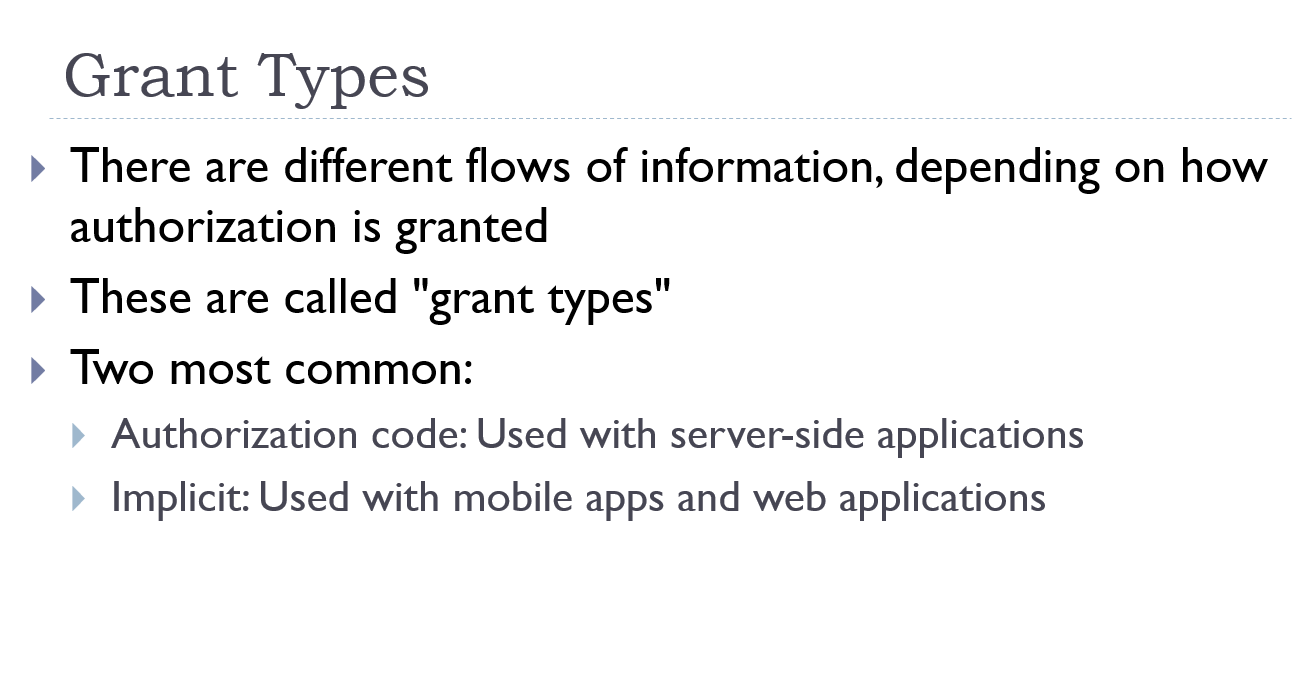 Grant Types
There are different flows of information, depending on how
authorization is granted
These are called "grant types"
Two most common:
Authorization code: Used with server-side applications
Implicit: Used with mobile apps and web applications